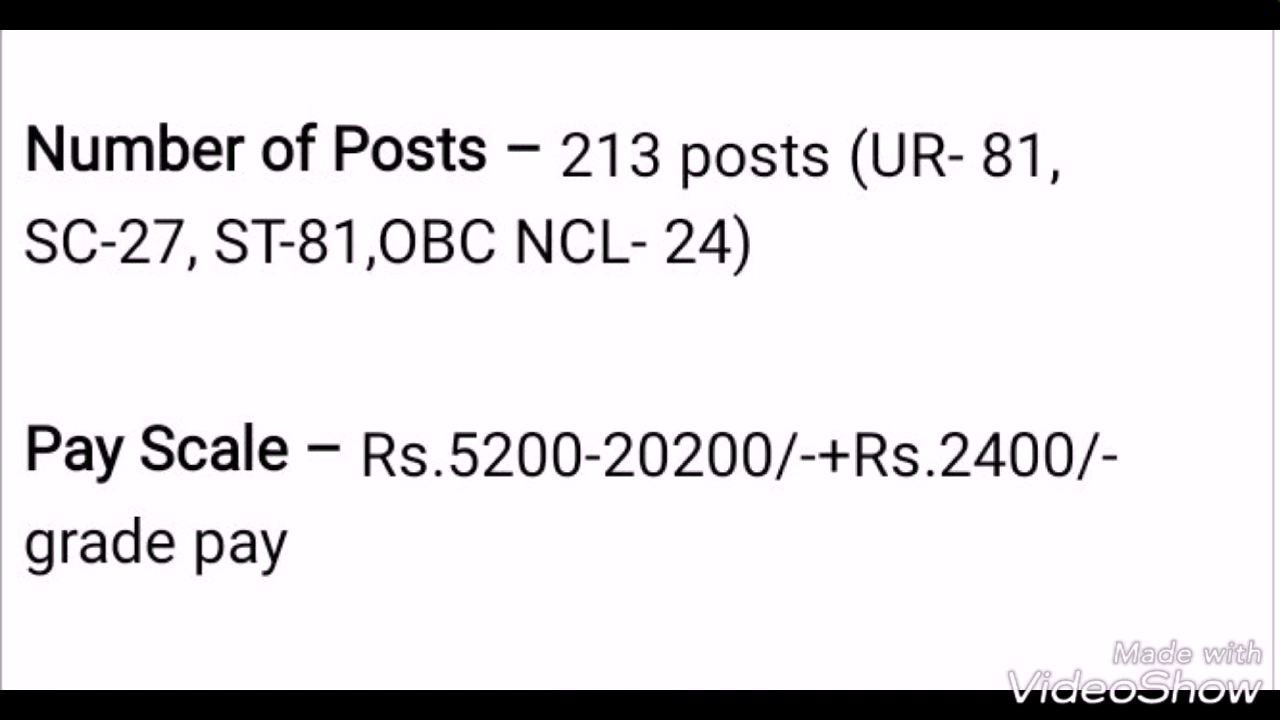 Number of Posts – 213 posts (UR- 81,
SC-27, ST-81,OBC NCL- 24)
Pay Scale – Rs.5200-20200/-+Rs.2400/-
grade pay
Made with
VideoShow